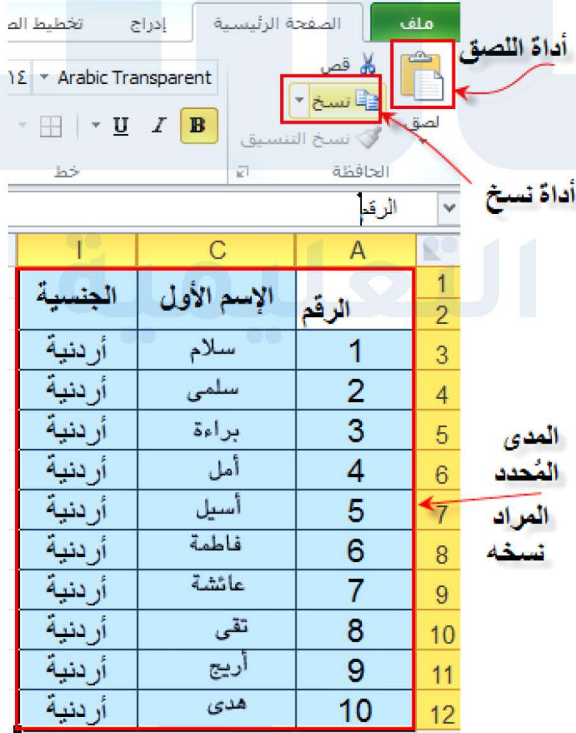 ملف الصفحة الرئيسية إدراج تخطيط الص
أداة اللصق
قص
نسخ
نسخ التنسيق
لصق
Arabic Transparent ١٤
B I U
الحافظة خط
أداة نسخ
الرقم
A C I
1 الرقم الإسم الأول الجنسية
2
3 1 سلام أردنية
4 2 سلمى أردنية
5 3 براءة أردنية
6 4 أمل أردنية
7 5 أسيل أردنية
8 6 فاطمة أردنية
9 7 عائشة أردنية
10 8 تقى أردنية
11 9 أريج أردنية
12 10 هدى أردنية
المدى
المُحدد
المراد
نسخه
التعليمية